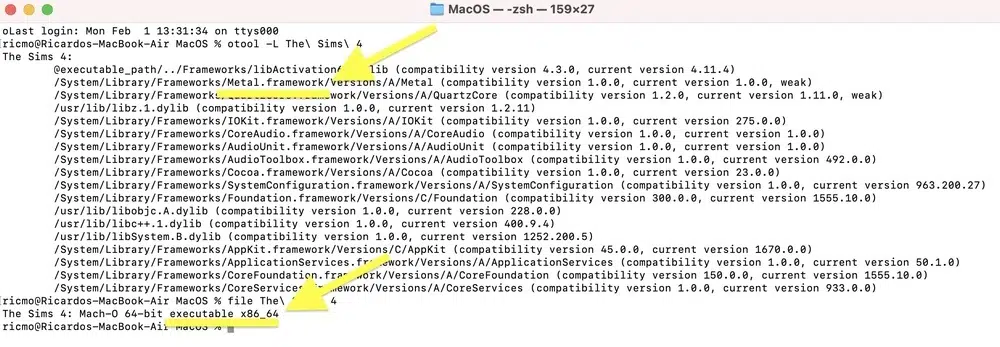 MacOS — -zsh — 159×27
oLast login: Mon Feb  1 13:31:34 on ttys000
ricmo@Ricardos-MacBook-Air MacOS % otool -L The\ Sims\ 4
The Sims 4:
@executable_path/../Frameworks/libActivation lib (compatibility version 4.3.0, current version 4.11.4)
/System/Library/Frameworks/Metal.framework/Versions/A/Metal (compatibility version 1.0.0, current version 1.0.0, weak)
/System/Library/Frameworks/QuartzCore.framework/Versions/A/QuartzCore (compatibility version 1.2.0, current version 1.11.0, weak)
/usr/lib/libz.1.dylib (compatibility version 1.0.0, current version 1.2.11)
/System/Library/Frameworks/IOKit.framework/Versions/A/IOKit (compatibility version 1.0.0, current version 275.0.0)
/System/Library/Frameworks/CoreAudio.framework/Versions/A/CoreAudio (compatibility version 1.0.0, current version 1.0.0)
/System/Library/Frameworks/AudioUnit.framework/Versions/A/AudioUnit (compatibility version 1.0.0, current version 1.0.0)
/System/Library/Frameworks/AudioToolbox.framework/Versions/A/AudioToolbox (compatibility version 1.0.0, current version 492.0.0)
/System/Library/Frameworks/Cocoa.framework/Versions/A/Cocoa (compatibility version 1.0.0, current version 23.0.0)
/System/Library/Frameworks/SystemConfiguration.framework/Versions/A/SystemConfiguration (compatibility version 1.0.0, current version 963.200.27)
/System/Library/Frameworks/Foundation.framework/Versions/C/Foundation (compatibility version 300.0.0, current version 1555.10.0)
/usr/lib/libobjc.A.dylib (compatibility version 1.0.0, current version 228.0.0)
/usr/lib/libc++.1.dylib (compatibility version 1.0.0, current version 400.9.4)
/usr/lib/libSystem.B.dylib (compatibility version 1.0.0, current version 1252.200.5)
/System/Library/Frameworks/AppKit.framework/Versions/C/AppKit (compatibility version 45.0.0, current version 1670.0.0)
/System/Library/Frameworks/ApplicationServices.framework/Versions/A/ApplicationServices (compatibility version 1.0.0, current version 50.1.0)
/System/Library/Frameworks/CoreFoundation.framework/Versions/A/CoreFoundation (compatibility version 150.0.0, current version 1555.10.0)
/System/Library/Frameworks/CoreServices.framework/Versions/A/CoreServices (compatibility version 1.0.0, current version 933.0.0)
ricmo@Ricardos-MacBook-Air MacOS % file The\ 4
The Sims 4: Mach-O 64-bit executable x86_64
ricmo@Ricardos-MacBook-Air MacOS %